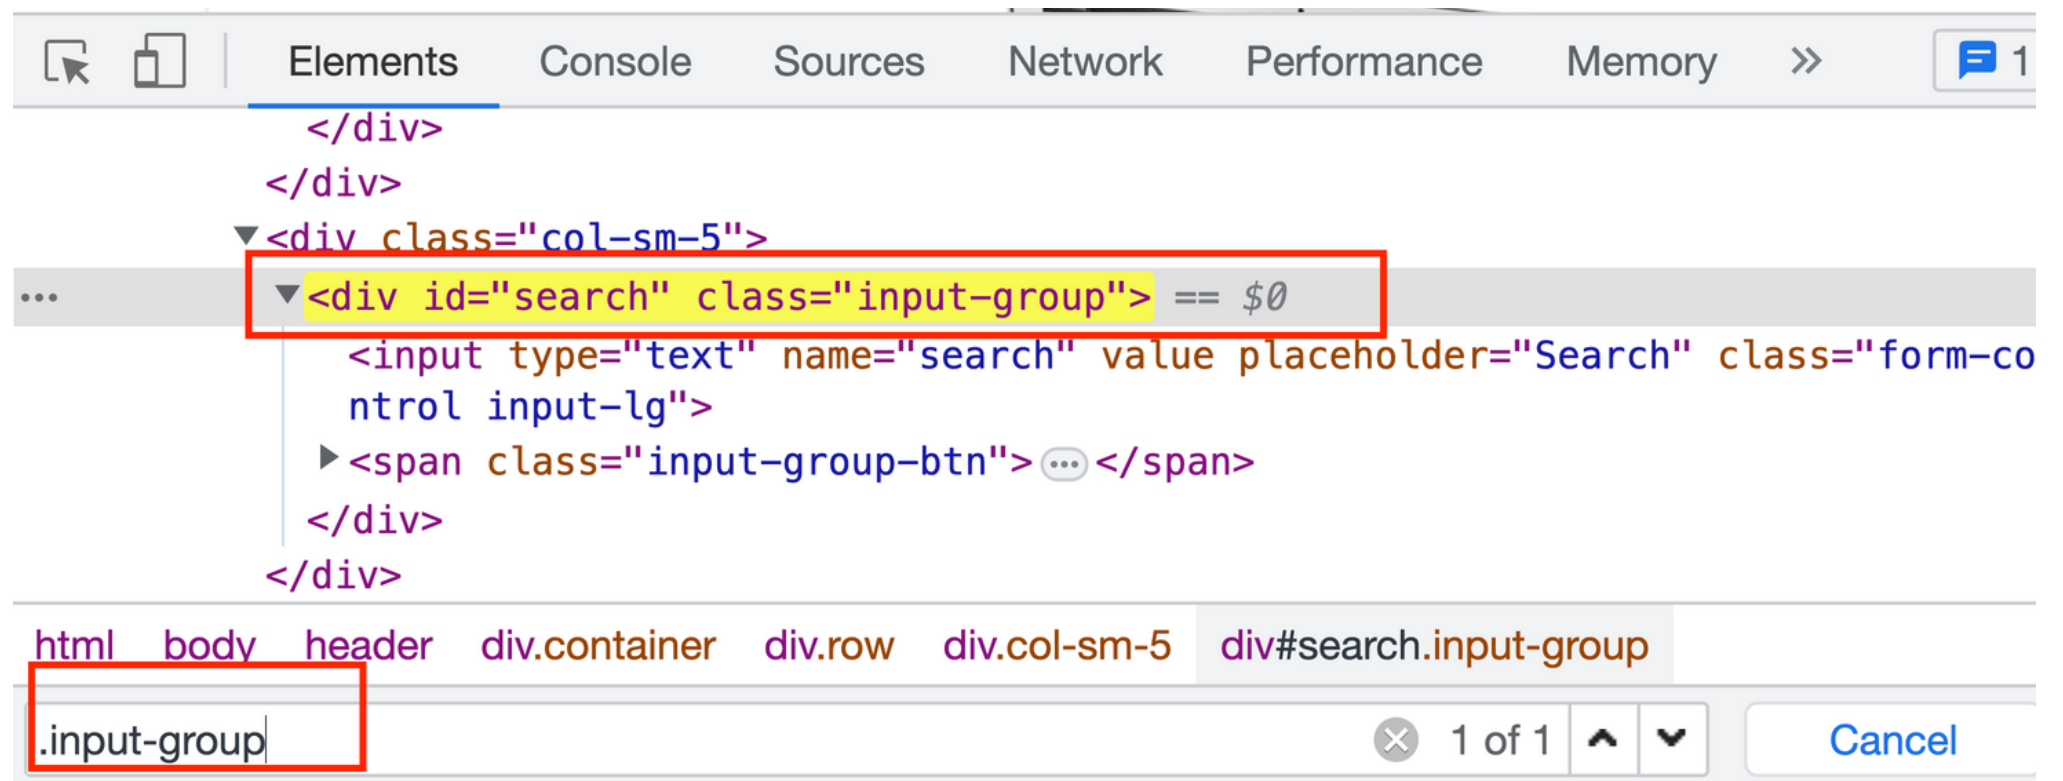 Elements Console Sources Network Performance Memory » 1
</div>
</div>
▼<div class="col-sm-5">
••• ▼<div id="search" class="input-group"> == $0
<input type="text" name="search" value placeholder="Search" class="form-co
ntrol input-lg">
▶<span class="input-group-btn">•••</span>
</div>
</div>
html body header div.container div.row div.col-sm-5 div#search.input-group
.input-group 1 of 1 Cancel